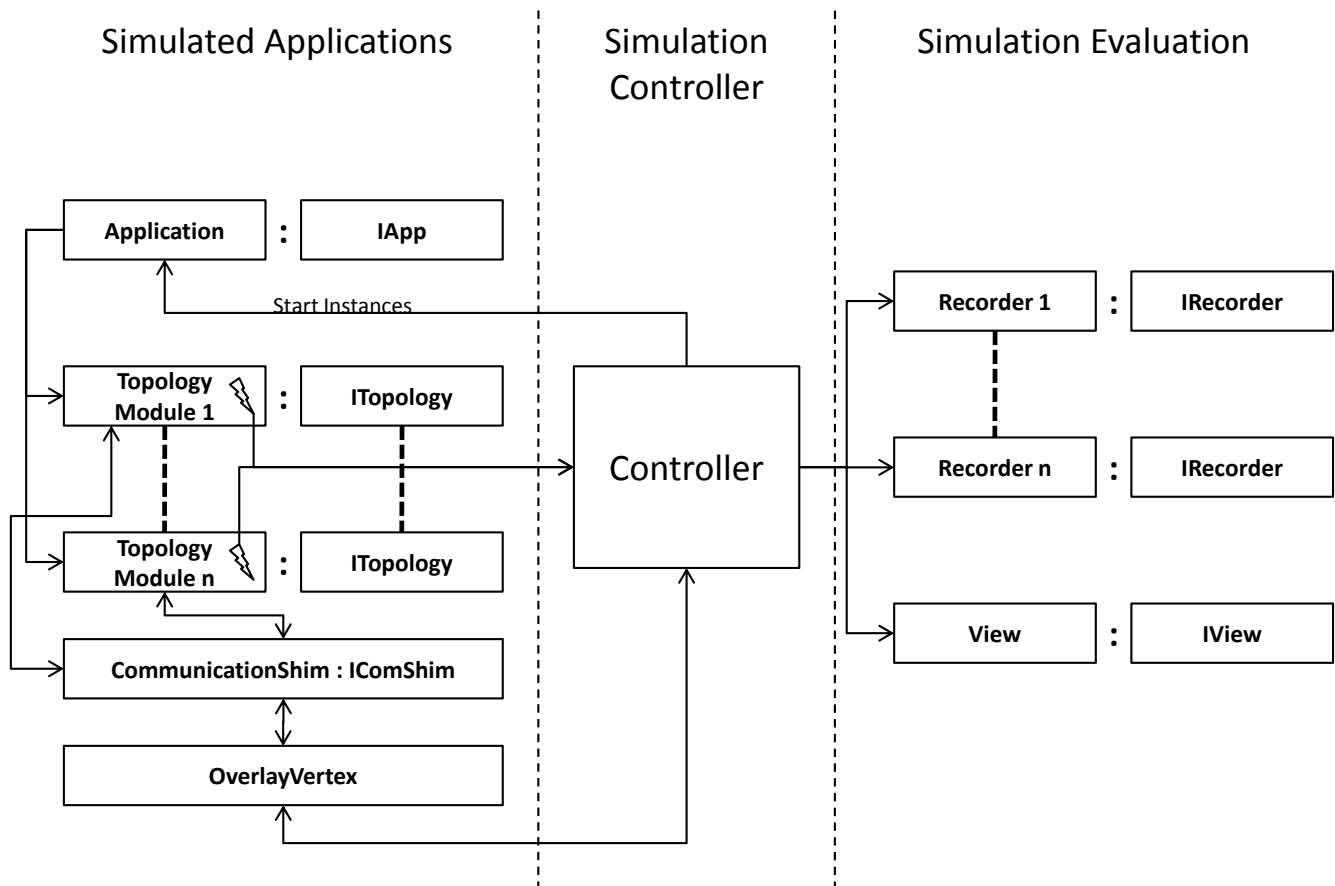 Simulated Applications
Simulation
Controller
Simulation Evaluation
Application : IApp
Start Instances
Topology
Module 1 : ITopology
Topology
Module n : ITopology
CommunicationShim : IComShim
OverlayVertex
Controller
Recorder 1 : IRecorder
Recorder n : IRecorder
View : IView